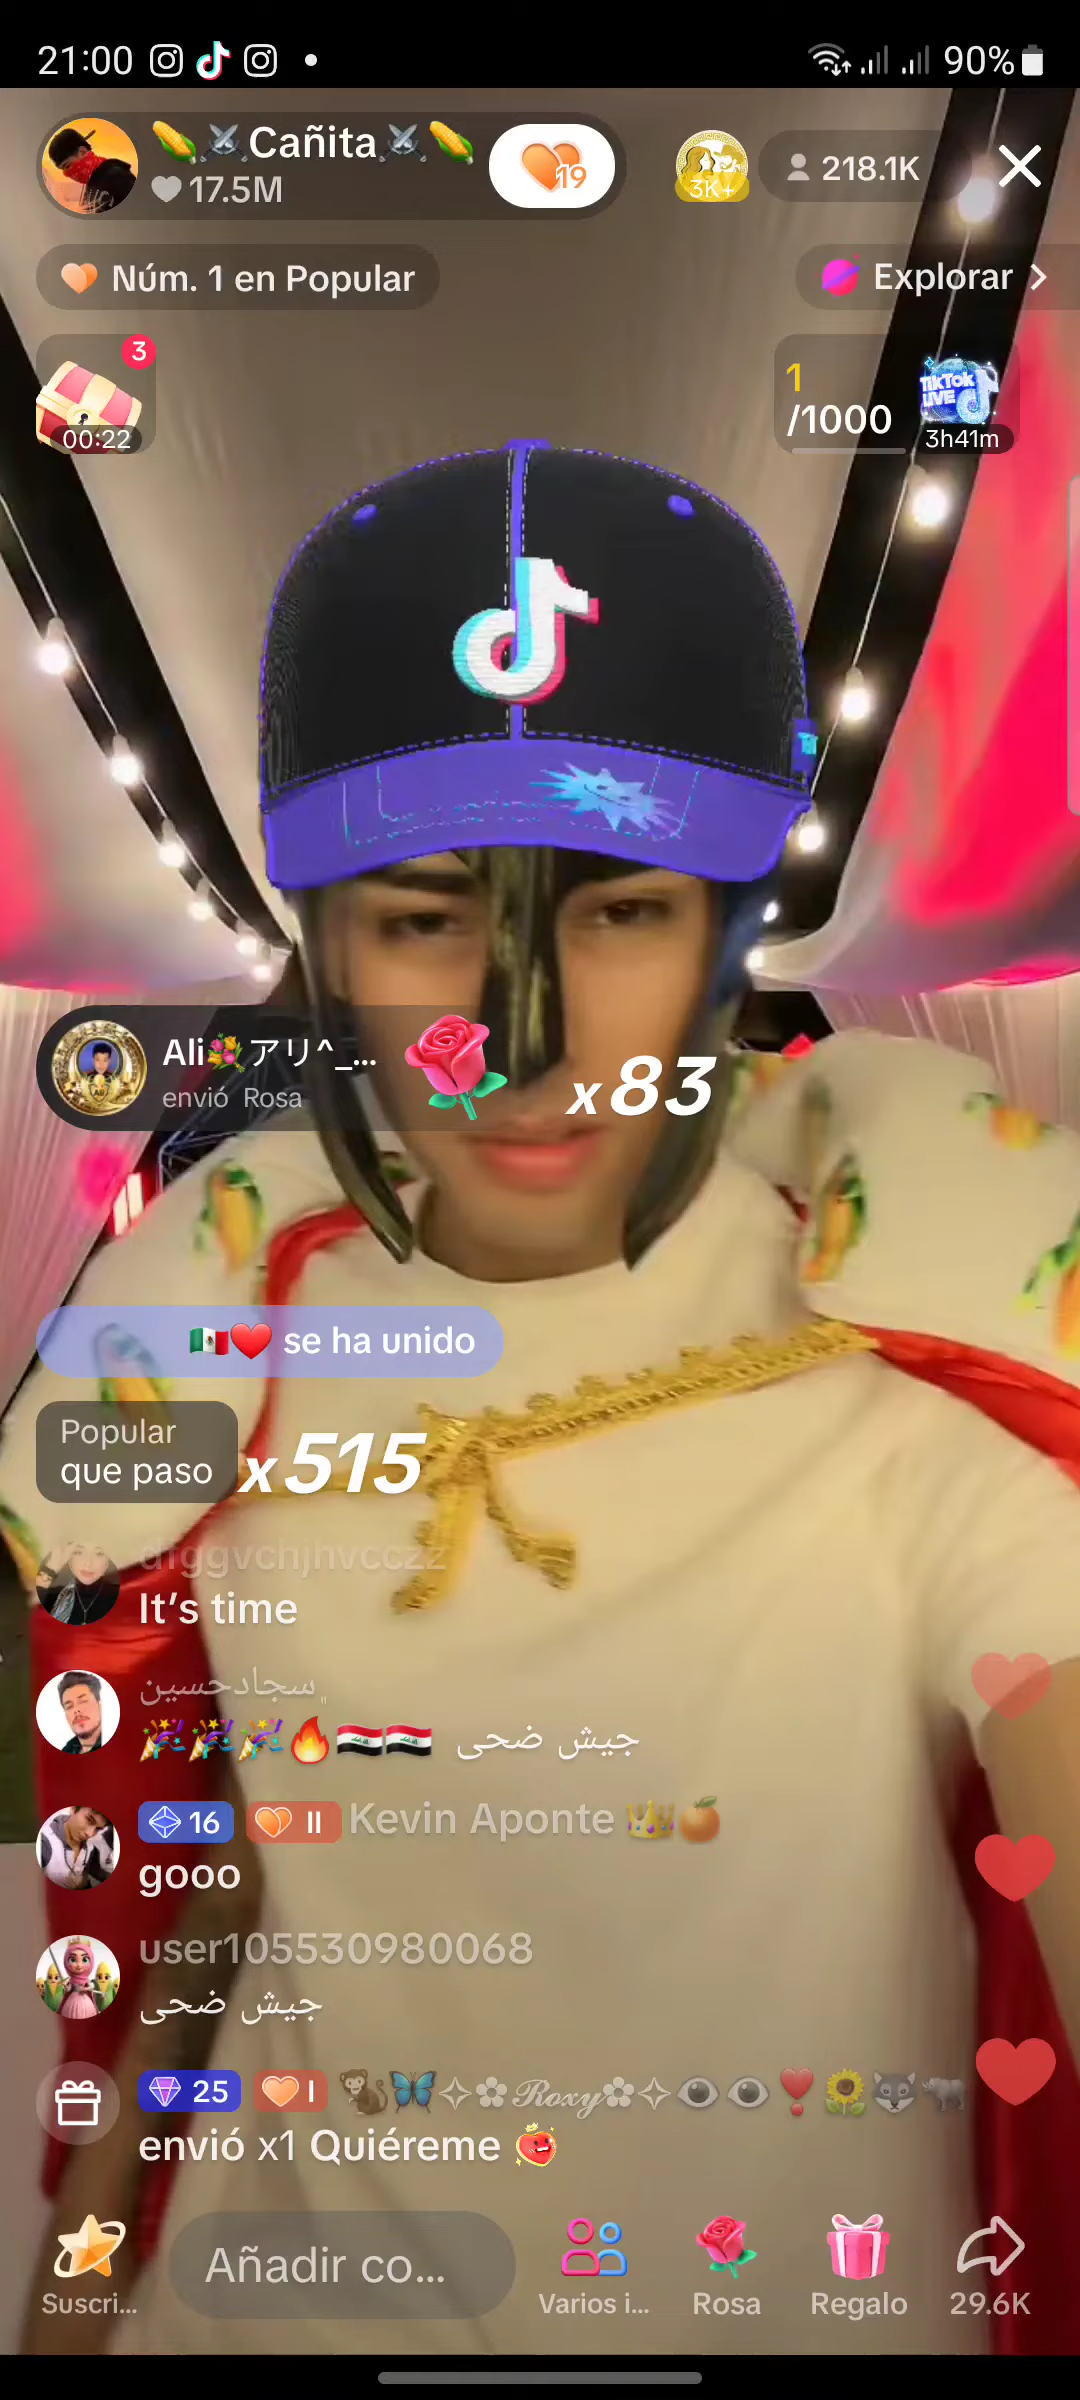 21:00 90%
🌽⚔️Cañita⚔️🌽
17.5M
19
3K+
218.1K
Núm. 1 en Popular
Explorar
3
00:22
1
/1000
TikTok
LIVE
3h41m
Ali💐アリ^_...
envió Rosa
x83
🇲🇽❤️ se ha unido
Popular
que paso
x515
dfggvchjhvcczz
It’s time
سجادحسين
🎉🎉🎉🔥🇮🇶🇮🇶 جيش ضحى
16 II Kevin Aponte 👑🍊
gooo
user105530980068
جيش ضحى
25 I 🐒🦋✧✿𝓡𝓸𝔁𝔂✿✧👁️👁️❣️🌻🐺🦏
envió x1 Quiéreme
Suscri...
Añadir co...
Varios i...
Rosa
Regalo
29.6K